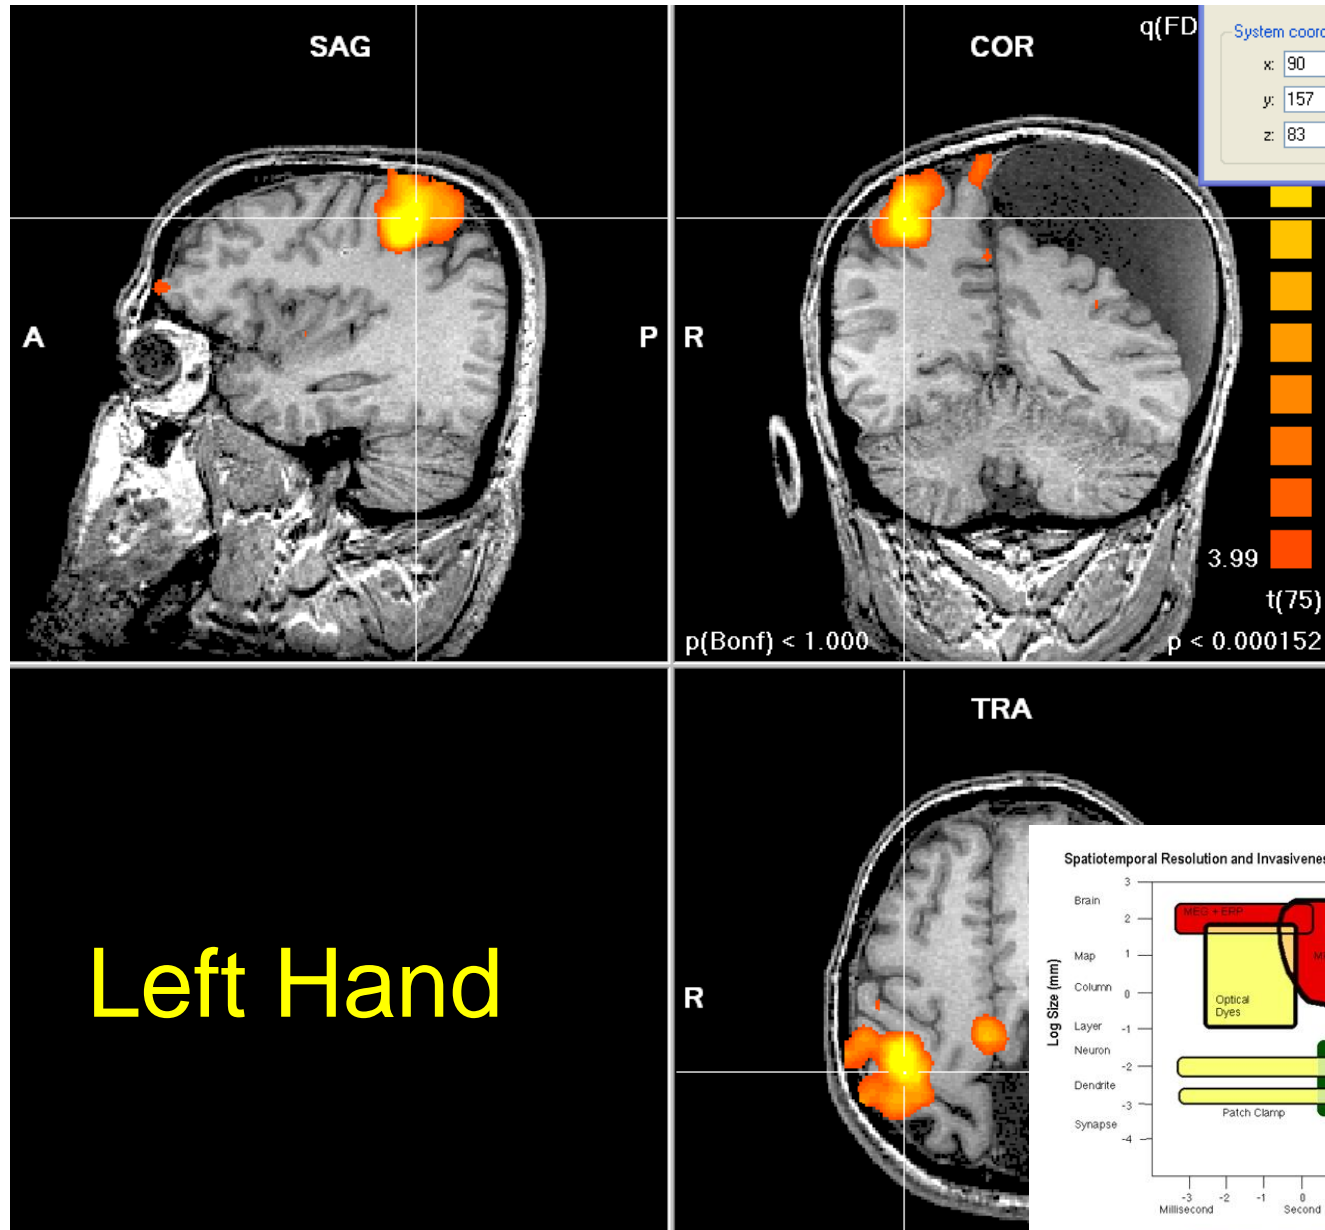 SAG
A
P
COR
q(FD
R
3.99
t(75)
p(Bonf) < 1.000
p < 0.000152
System coord
x: 90
y: 157
z: 83
Left Hand
TRA
R
Spatiotemporal Resolution and Invasivenes
Log Size (mm)
3
Brain
2
MEG + ERP
Map
1
M
Column
0
Optical
Dyes
Layer
-1
Neuron
-2
Dendrite
-3
Patch Clamp
Synapse
-4
-3
-2
-1
0
Millisecond
Second